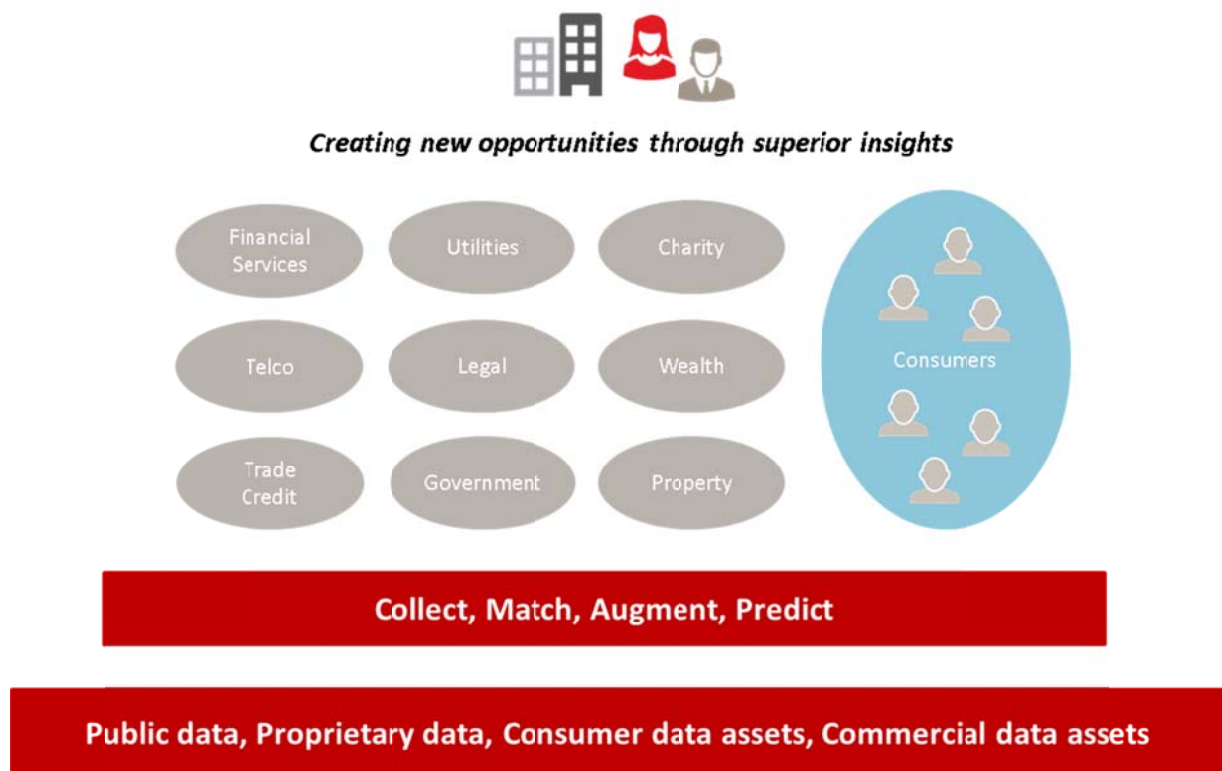 Creating new opportunities through superior insights
Financial
Services
Utilities
Charity
Telco
Legal
Wealth
Consumers
Trade
Credit
Government
Property
Collect, Match, Augment, Predict
Public data, Proprietary data, Consumer data assets, Commercial data assets